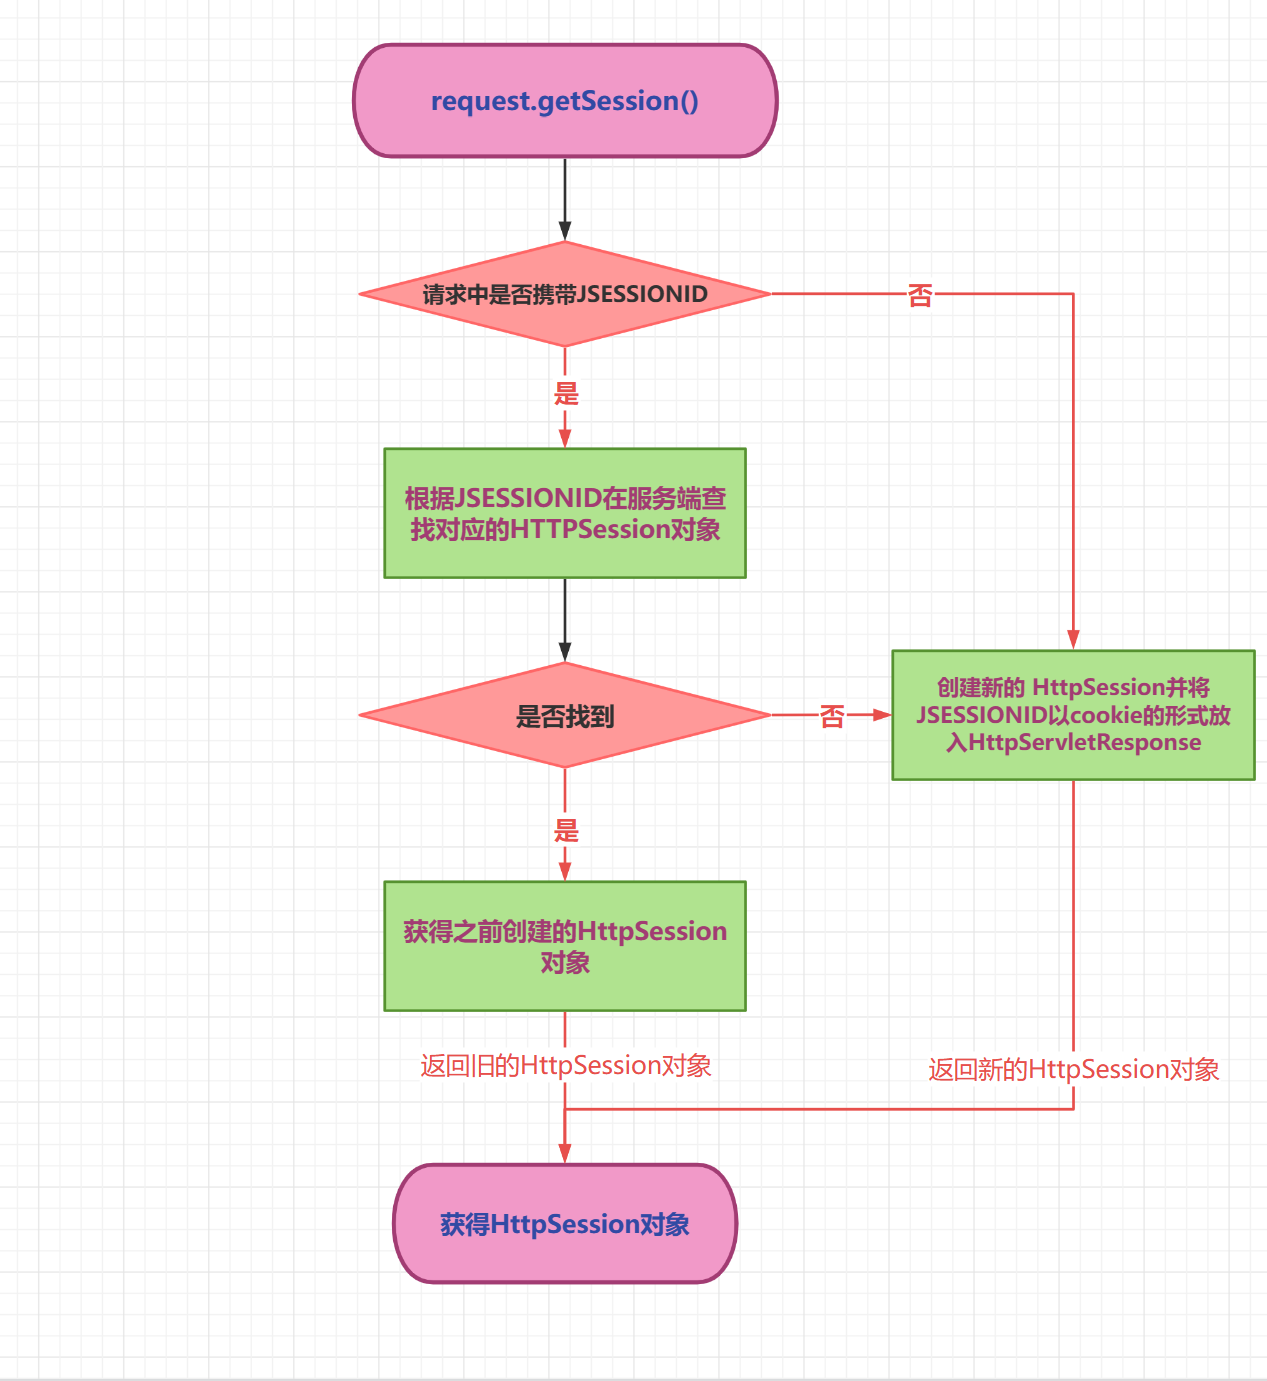 request.getSession()
请求中是否携带JSESSIONID
否
是
根据JSESSIONID在服务端查
找对应的HTTPSession对象
是否找到
否
创建新的 HttpSession并将
JSESSIONID以cookie的形式放
入HttpServletResponse
是
获得之前创建的HttpSession
对象
返回旧的HttpSession对象
返回新的HttpSession对象
获得HttpSession对象